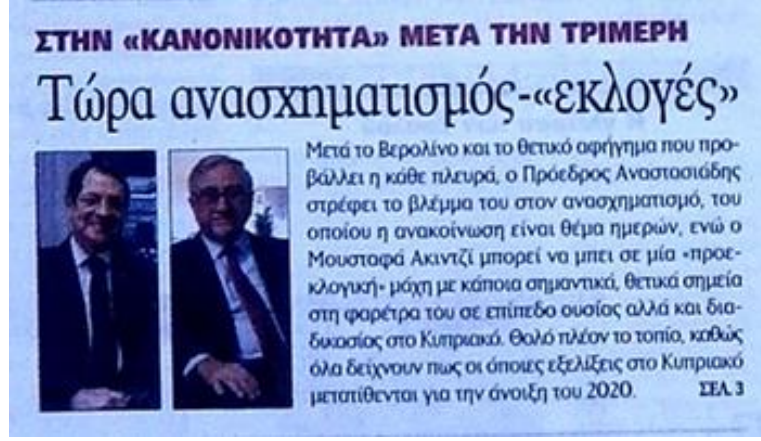 ΣΤΗΝ «ΚΑΝΟΝΙΚΟΤΗΤΑ» ΜΕΤΑ ΤΗΝ ΤΡΙΜΕΡΗ
Τώρα ανασχηματισμός-«εκλογές»
Μετά το Βερολίνο και το θετικό αφήγημα που προ-
βάλλει η κάθε πλευρά, ο Πρόεδρος Αναστασιάδης
στρέφει το βλέμμα του στον ανασχηματισμό, του
οποίου η ανακοίνωση είναι θέμα ημερών, ενώ ο
Μουσταφά Ακιντζί μπορεί να μπει σε μία «προε-
κλογική» μάχη με κάποια σημαντικά, θετικά σημεία
στη φαρέτρα του σε επίπεδο ουσίας αλλά και δια-
δικασίας στο Κυπριακό. Θολό πλέον το τοπίο, καθώς
όλα δείχνουν πως οι όποιες εξελίξεις στο Κυπριακό
μετατίθενται για την άνοιξη του 2020. ΣΕΛ. 3